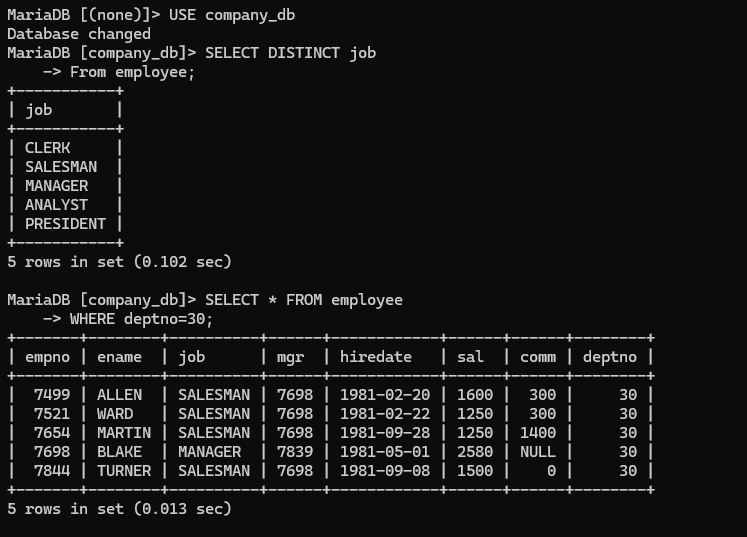 MariaDB [(none)]> USE company_db
Database changed
MariaDB [company_db]> SELECT DISTINCT job
    -> From employee;
+-----------+
| job       |
+-----------+
| CLERK     |
| SALESMAN  |
| MANAGER   |
| ANALYST   |
| PRESIDENT |
+-----------+
5 rows in set (0.102 sec)

MariaDB [company_db]> SELECT * FROM employee
    -> WHERE deptno=30;
+-------+--------+----------+------+------------+------+------+--------+
| empno | ename  | job      | mgr  | hiredate   | sal  | comm | deptno |
+-------+--------+----------+------+------------+------+------+--------+
|  7499 | ALLEN  | SALESMAN | 7698 | 1981-02-20 | 1600 |  300 |     30 |
|  7521 | WARD   | SALESMAN | 7698 | 1981-02-22 | 1250 |  300 |     30 |
|  7654 | MARTIN | SALESMAN | 7698 | 1981-09-28 | 1250 | 1400 |     30 |
|  7698 | BLAKE  | MANAGER  | 7839 | 1981-05-01 | 2580 | NULL |     30 |
|  7844 | TURNER | SALESMAN | 7698 | 1981-09-08 | 1500 |    0 |     30 |
+-------+--------+----------+------+------------+------+------+--------+
5 rows in set (0.013 sec)